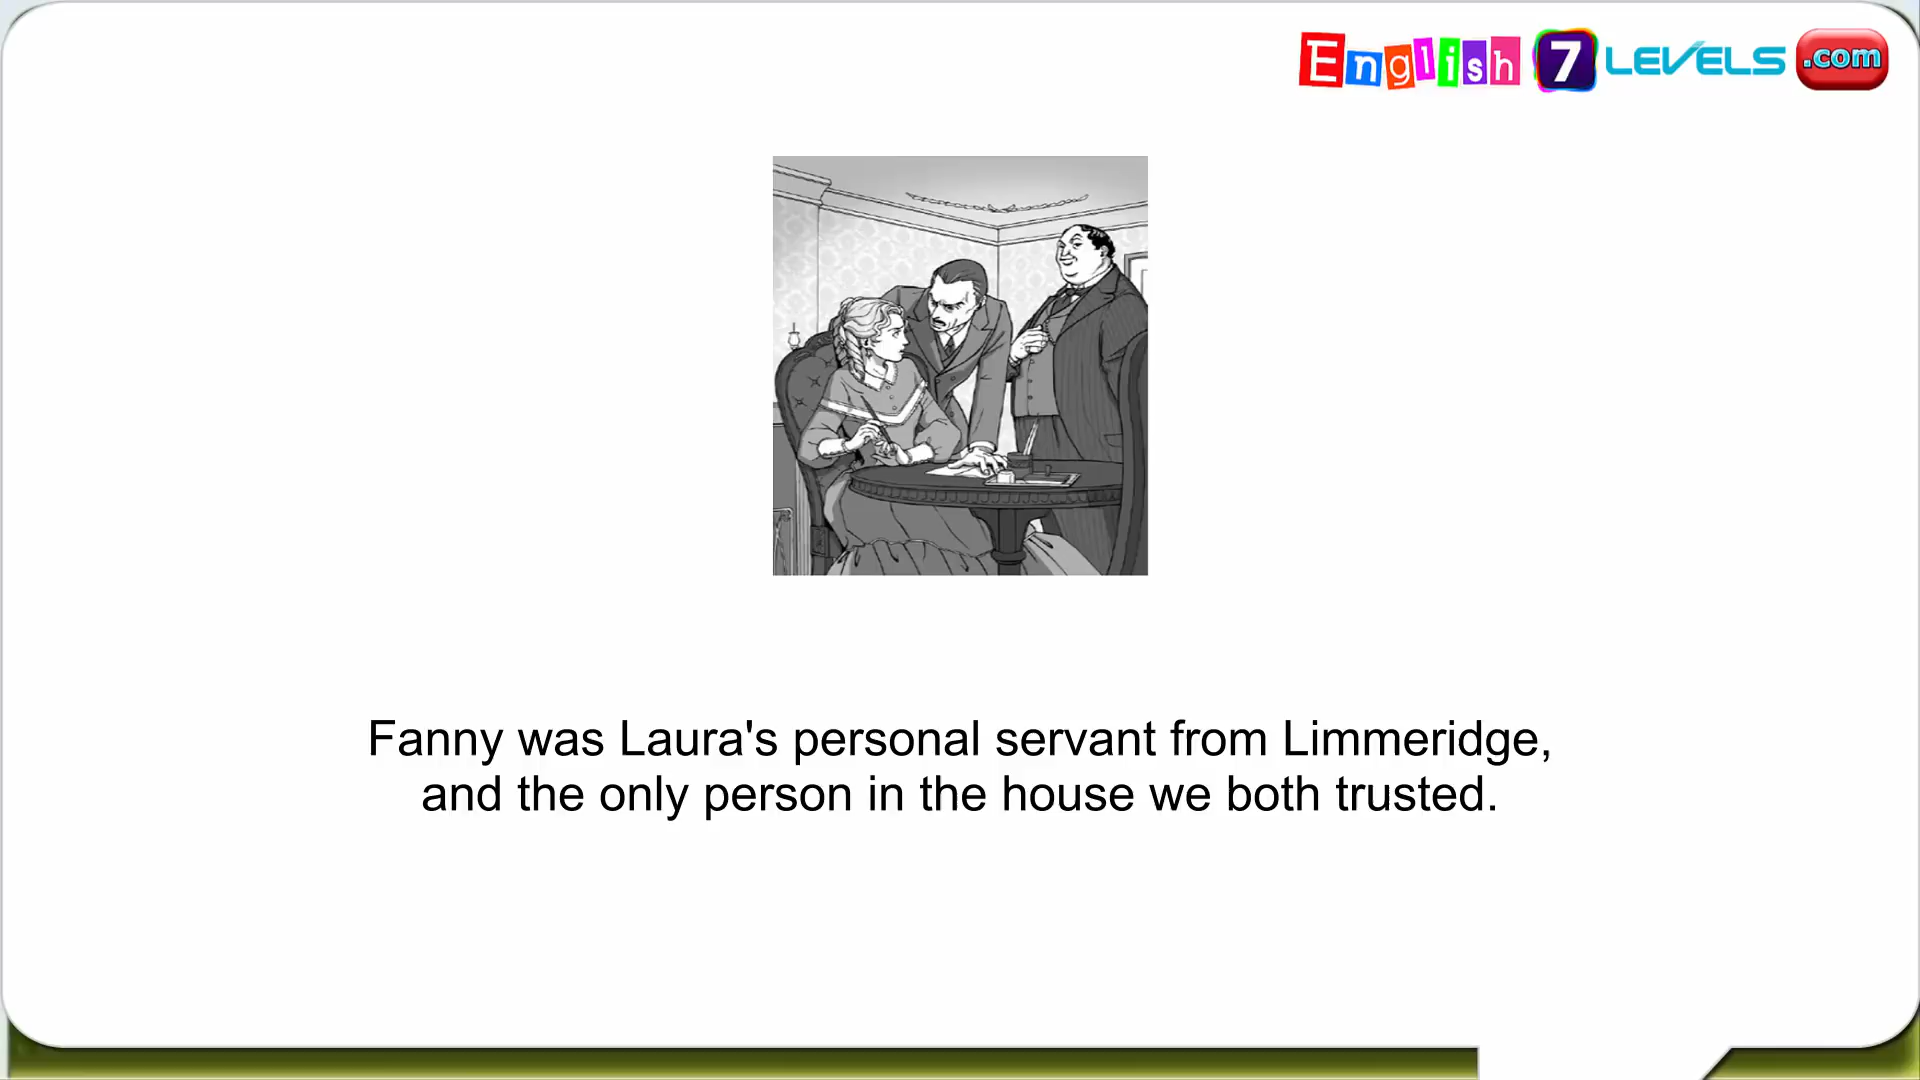 English 7 LEVELS .com
Fanny was Laura's personal servant from Limmeridge,
and the only person in the house we both trusted.